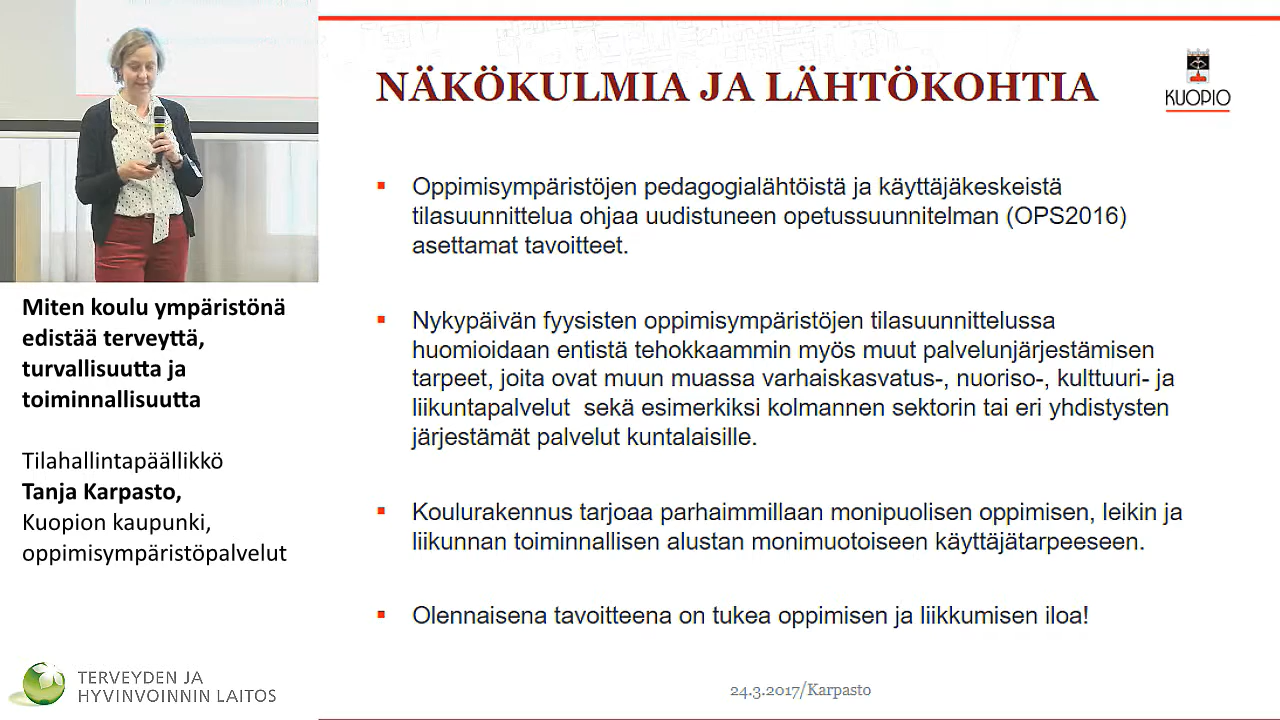 NÄKÖKULMIA JA LÄHTÖKOHTIA
KUOPIO
Oppimisympäristöjen pedagogialähtöistä ja käyttäjäkeskeistä
tilasuunnittelua ohjaa uudistuneen opetussuunnitelman (OPS2016)
asettamat tavoitteet.
Nykypäivän fyysisten oppimisympäristöjen tilasuunnittelussa
huomioidaan entistä tehokkaammin myös muut palvelunjärjestämisen
tarpeet, joita ovat muun muassa varhaiskasvatus-, nuoriso-, kulttuuri- ja
liikuntapalvelut sekä esimerkiksi kolmannen sektorin tai eri yhdistysten
järjestämät palvelut kuntalaisille.
Koulurakennus tarjoaa parhaimmillaan monipuolisen oppimisen, leikin ja
liikunnan toiminnallisen alustan monimuotoiseen käyttäjätarpeeseen.
Olennaisena tavoitteena on tukea oppimisen ja liikkumisen iloa!
24.3.2017/Karpasto
Miten koulu ympäristönä
edistää terveyttä,
turvallisuutta ja
toiminnallisuutta
Tilahallintapäällikkö
Tanja Karpasto,
Kuopion kaupunki,
oppimisympäristöpalvelut
TERVEYDEN JA
HYVINVOINNIN LAITOS